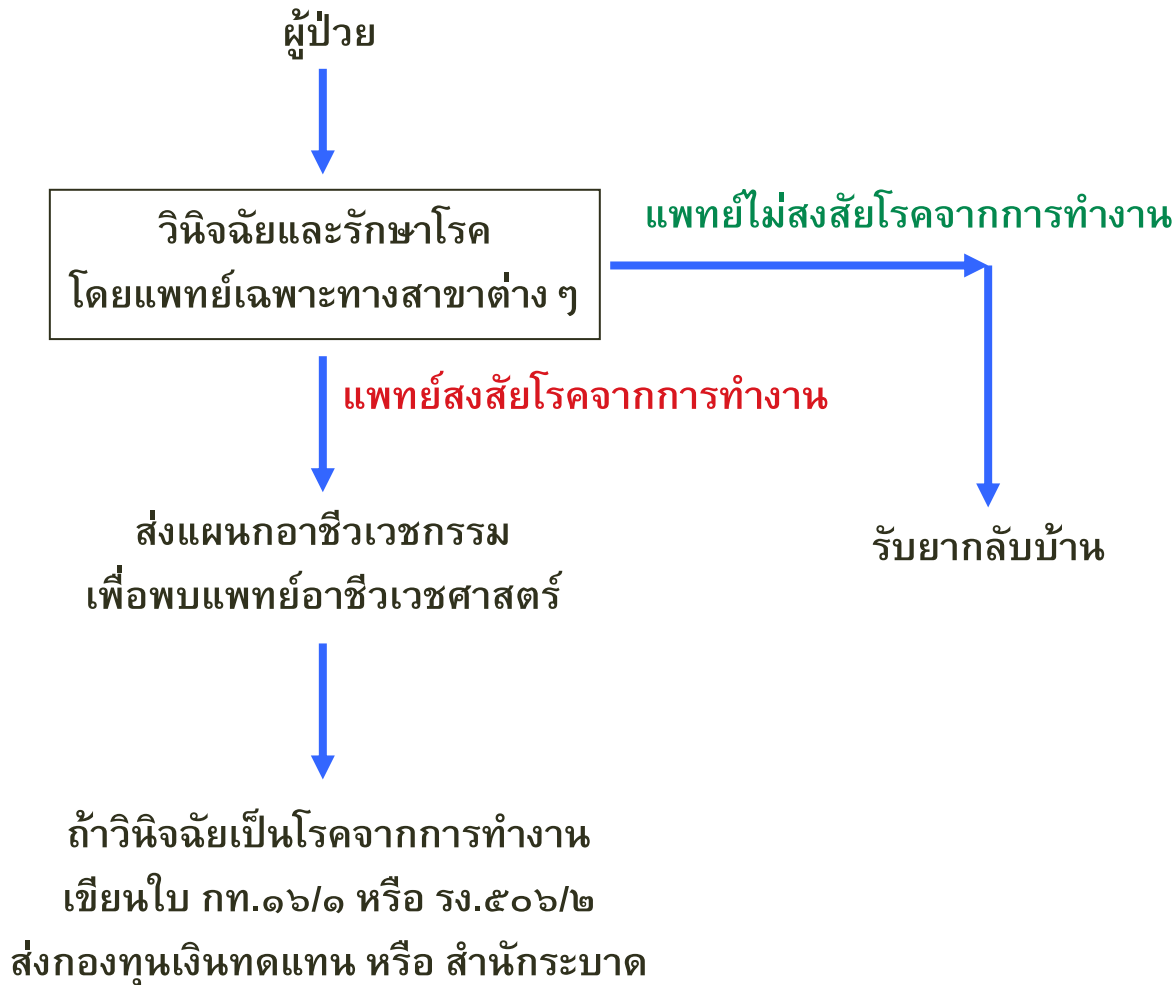 ผู้ป่วย
วินิจฉัยและรักษาโรค
โดยแพทย์เฉพาะทางสาขาต่าง ๆ
แพทย์ไม่สงสัยโรคจากการทำงาน
แพทย์สงสัยโรคจากการทำงาน
ส่งแผนกอาชีวเวชกรรม
เพื่อพบแพทย์อาชีวเวชศาสตร์
รับยากลับบ้าน
ถ้าวินิจฉัยเป็นโรคจากการทำงาน
เขียนใบ กท.๑๖/๑ หรือ รง.๕๐๖/๒
ส่งกองทุนเงินทดแทน หรือ สำนักระบาด